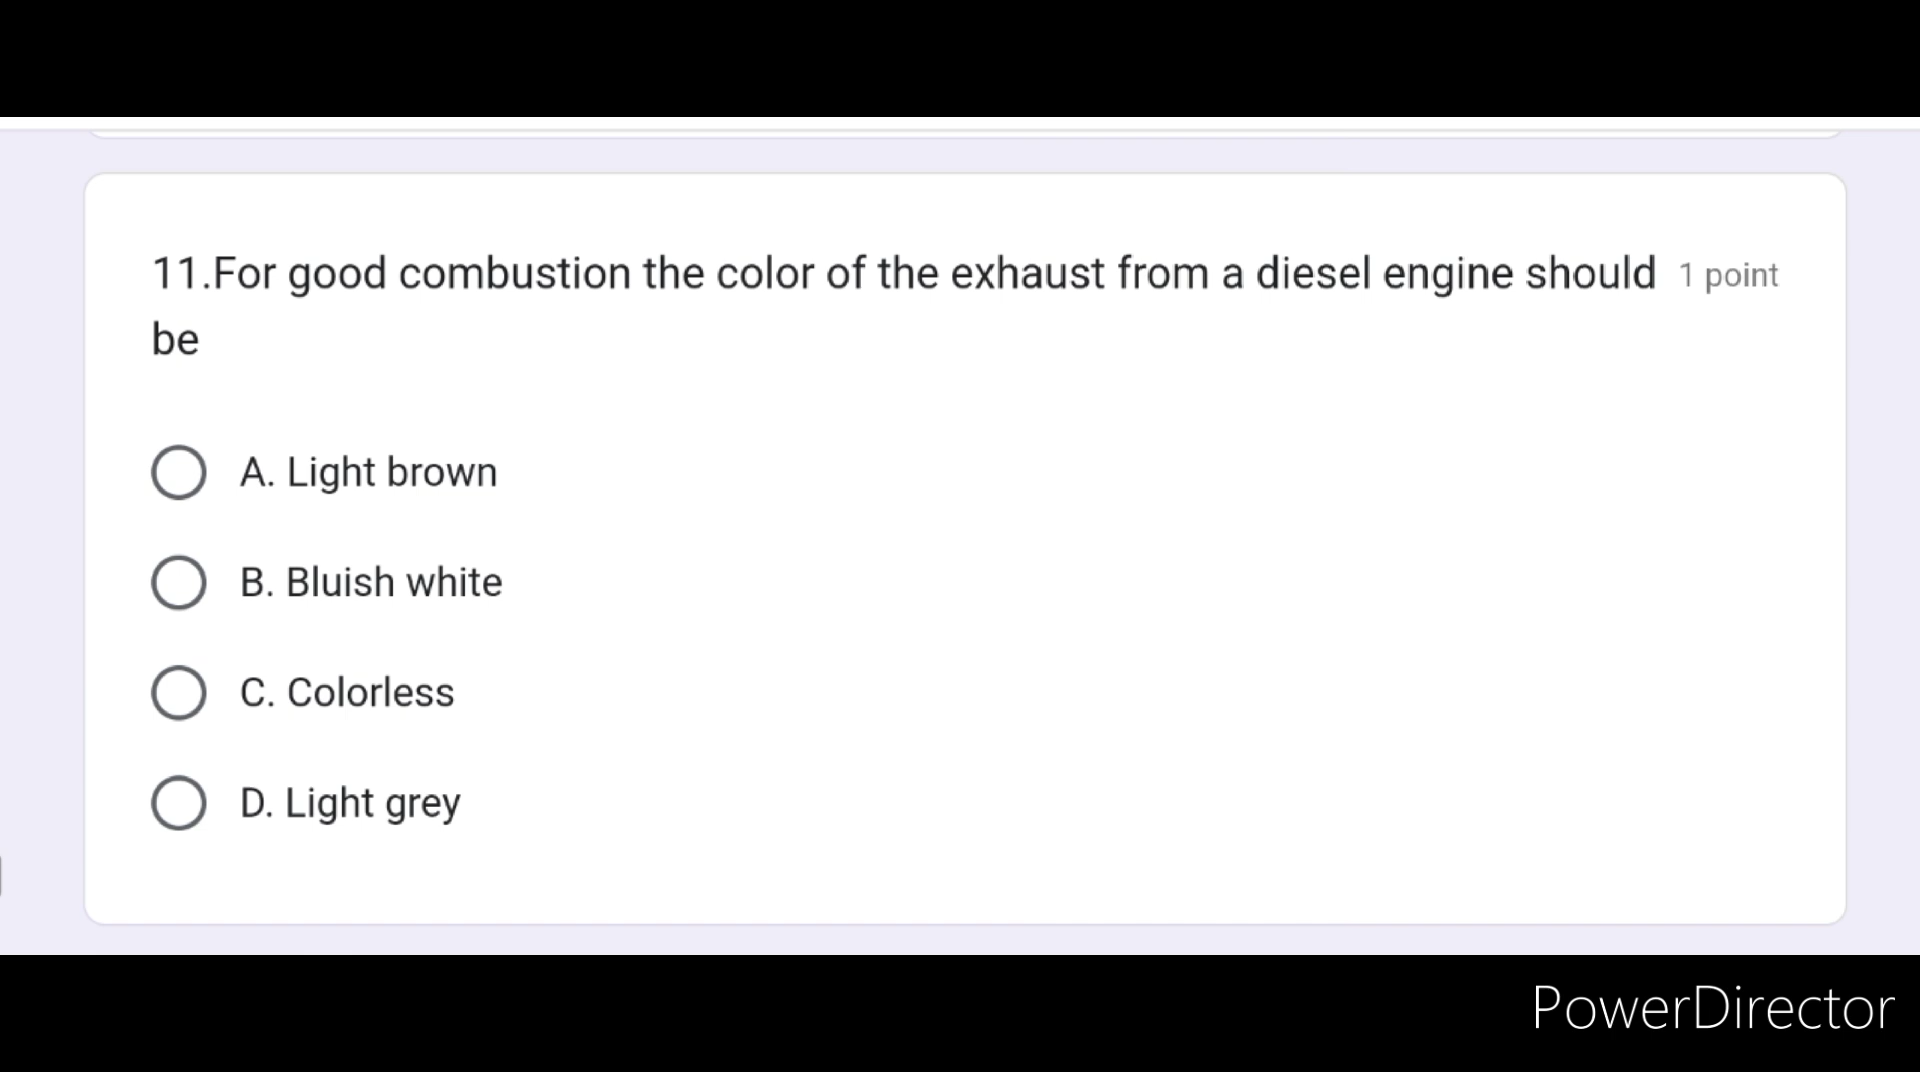 11.For good combustion the color of the exhaust from a diesel engine should 1 point
be
A. Light brown
B. Bluish white
C. Colorless
D. Light grey
PowerDirector